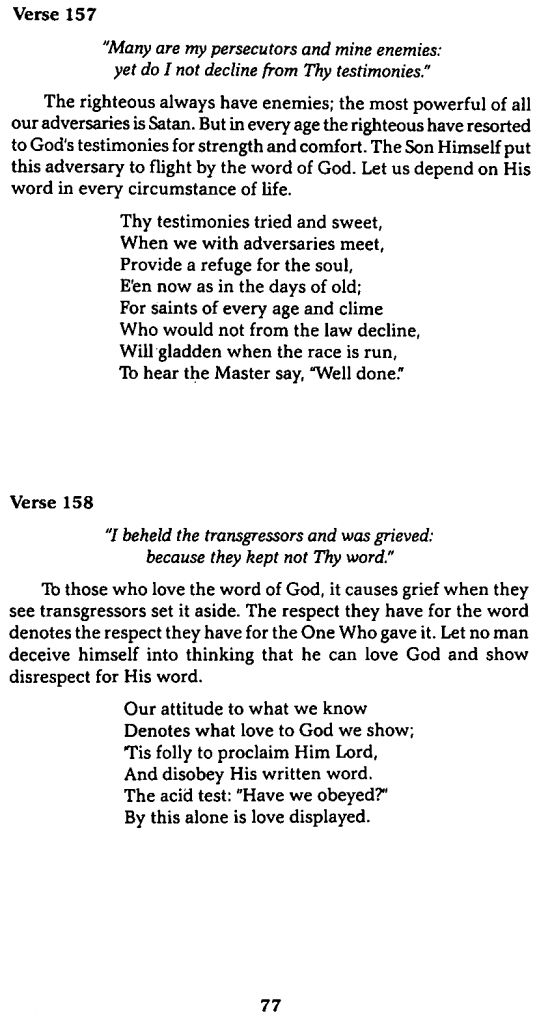 Verse 157
"Many are my persecutors and mine enemies:
yet do I not decline from Thy testimonies."
The righteous always have enemies; the most powerful of all
our adversaries is Satan. But in every age the righteous have resorted
to God's testimonies for strength and comfort. The Son Himself put
this adversary to flight by the word of God. Let us depend on His
word in every circumstance of life.
Thy testimonies tried and sweet,
When we with adversaries meet,
Provide a refuge for the soul,
E'en now as in the days of old;
For saints of every age and clime
Who would not from the law decline,
Will gladden when the race is run,
To hear the Master say, "Well done."
Verse 158
"I beheld the transgressors and was grieved:
because they kept not Thy word."
To those who love the word of God, it causes grief when they
see transgressors set it aside. The respect they have for the word
denotes the respect they have for the One Who gave it. Let no man
deceive himself into thinking that he can love God and show
disrespect for His word.
Our attitude to what we know
Denotes what love to God we show;
'Tis folly to proclaim Him Lord,
And disobey His written word.
The acid test: "Have we obeyed?"
By this alone is love displayed.
77